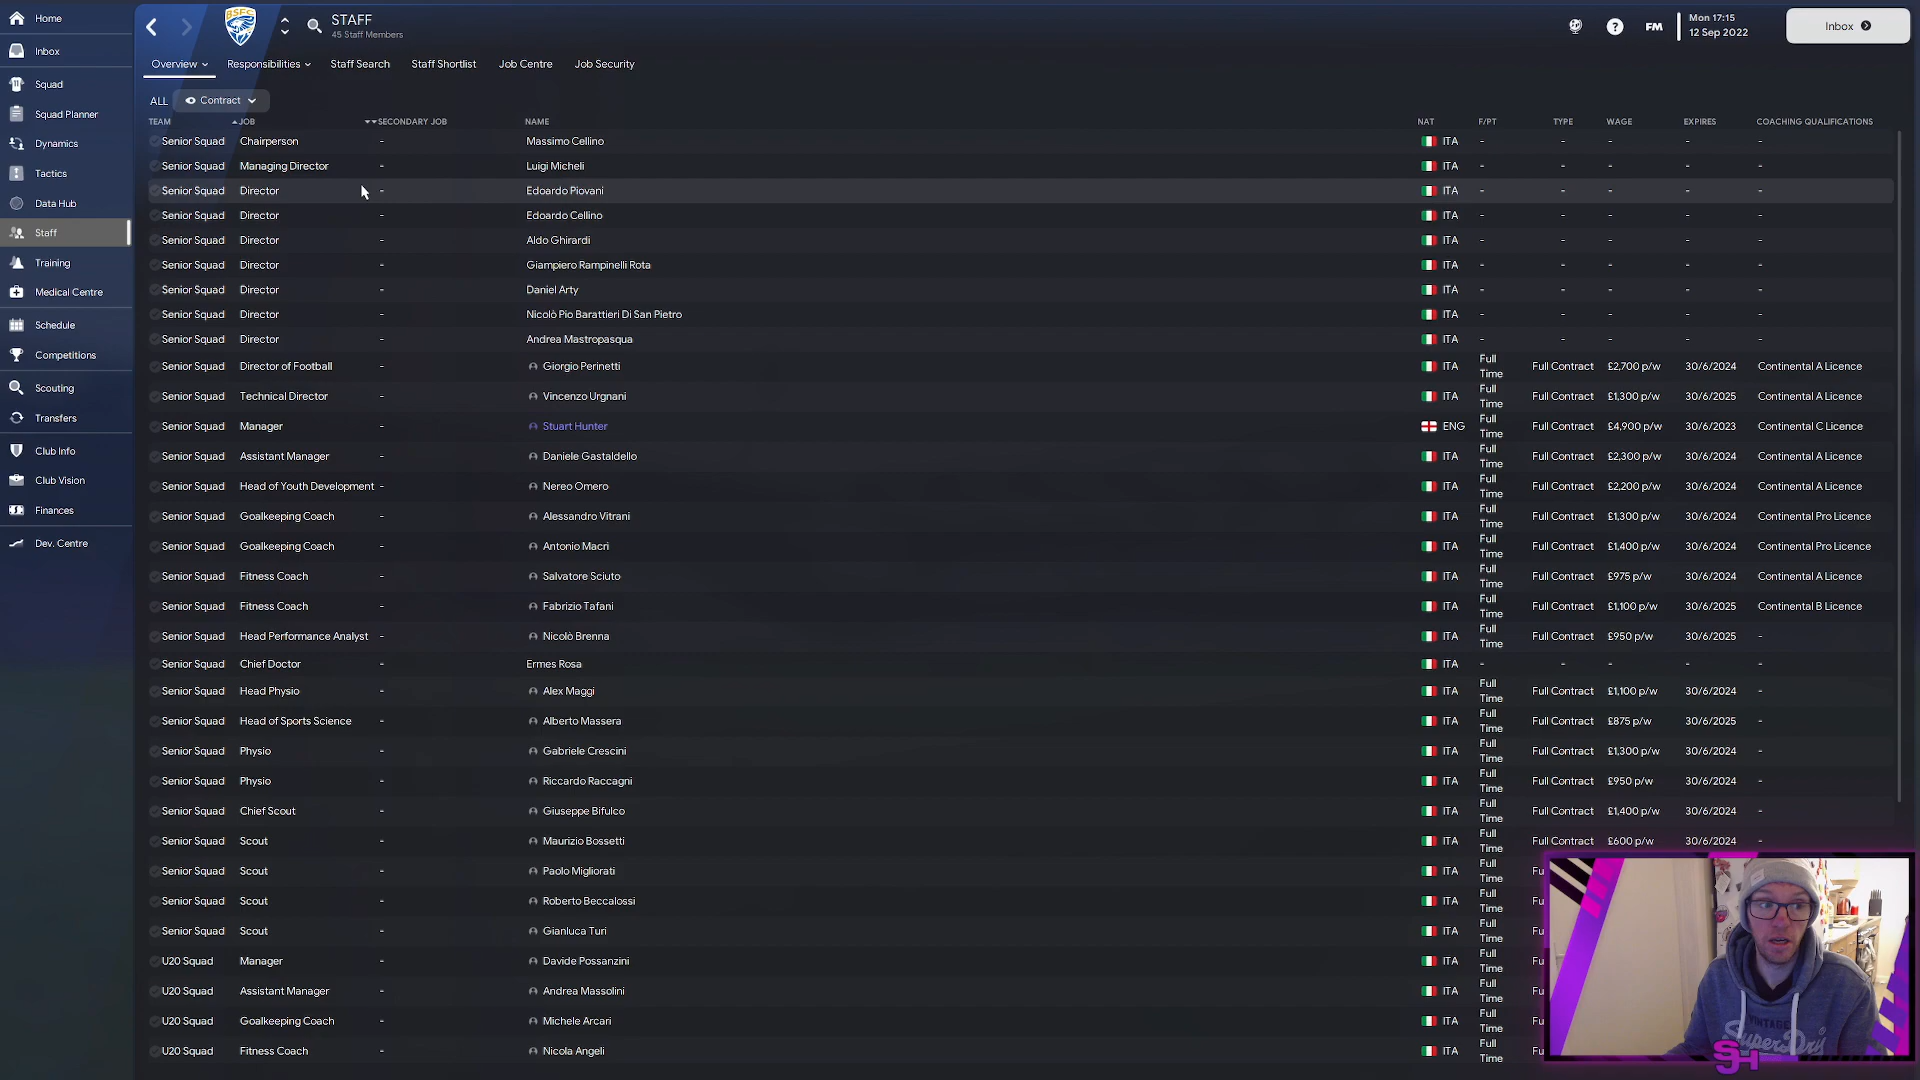 Home
Inbox
Squad
Squad Planner
Dynamics
Tactics
Data Hub
Staff
Training
Medical Centre
Schedule
Competitions
Scouting
Transfers
Club Info
Club Vision
Finances
Dev. Centre
BSFC
STAFF
45 Staff Members
FM
Mon 17:15
12 Sep 2022
Inbox
Overview Responsibilities Staff Search Staff Shortlist Job Centre Job Security
ALL Contract
TEAM JOB SECONDARY JOB NAME NAT F/PT TYPE WAGE EXPIRES COACHING QUALIFICATIONS
Senior Squad Chairperson - Massimo Cellino ITA - - - - -
Senior Squad Managing Director - Luigi Micheli ITA - - - - -
Senior Squad Director - Edoardo Piovani ITA - - - - -
Senior Squad Director - Edoardo Cellino ITA - - - - -
Senior Squad Director - Aldo Ghirardi ITA - - - - -
Senior Squad Director - Giampiero Rampinelli Rota ITA - - - - -
Senior Squad Director - Daniel Arty ITA - - - - -
Senior Squad Director - Nicolò Pio Barattieri Di San Pietro ITA - - - - -
Senior Squad Director - Andrea Mastropasqua ITA - - - - -
Senior Squad Director of Football - Giorgio Perinetti ITA Full Time Full Contract £2,700 p/w 30/6/2024 Continental A Licence
Senior Squad Technical Director - Vincenzo Urgnani ITA Full Time Full Contract £1,300 p/w 30/6/2025 Continental A Licence
Senior Squad Manager - Stuart Hunter ENG Full Time Full Contract £4,900 p/w 30/6/2023 Continental C Licence
Senior Squad Assistant Manager - Daniele Gastaldello ITA Full Time Full Contract £2,300 p/w 30/6/2024 Continental A Licence
Senior Squad Head of Youth Development - Nereo Omero ITA Full Time Full Contract £2,200 p/w 30/6/2024 Continental A Licence
Senior Squad Goalkeeping Coach - Alessandro Vitrani ITA Full Time Full Contract £1,300 p/w 30/6/2024 Continental Pro Licence
Senior Squad Goalkeeping Coach - Antonio Macrì ITA Full Time Full Contract £1,400 p/w 30/6/2024 Continental Pro Licence
Senior Squad Fitness Coach - Salvatore Sciuto ITA Full Time Full Contract £975 p/w 30/6/2024 Continental A Licence
Senior Squad Fitness Coach - Fabrizio Tafani ITA Full Time Full Contract £1,100 p/w 30/6/2025 Continental B Licence
Senior Squad Head Performance Analyst - Nicolò Brenna ITA Full Time Full Contract £950 p/w 30/6/2025 -
Senior Squad Chief Doctor - Ermes Rosa ITA - - - - -
Senior Squad Head Physio - Alex Maggi ITA Full Time Full Contract £1,100 p/w 30/6/2024 -
Senior Squad Head of Sports Science - Alberto Massera ITA Full Time Full Contract £875 p/w 30/6/2025 -
Senior Squad Physio - Gabriele Crescini ITA Full Time Full Contract £1,300 p/w 30/6/2024 -
Senior Squad Physio - Riccardo Raccagni ITA Full Time Full Contract £950 p/w 30/6/2024 -
Senior Squad Chief Scout - Giuseppe Bifulco ITA Full Time Full Contract £1,400 p/w 30/6/2024 -
Senior Squad Scout - Maurizio Bossetti ITA Full Time Full Contract £600 p/w 30/6/2024 -
Senior Squad Scout - Paolo Migliorati ITA Full Time Fu
Senior Squad Scout - Roberto Beccalossi ITA Full Time Fu
Senior Squad Scout - Gianluca Turi ITA Full Time Fu
U20 Squad Manager - Davide Possanzini ITA Full Time Fu
U20 Squad Assistant Manager - Andrea Massolini ITA Full Time Fu
U20 Squad Goalkeeping Coach - Michele Arcari ITA Full Time Fu
U20 Squad Fitness Coach - Nicola Angeli ITA Full Time Fu
VINTAGE
SuperDry
SH